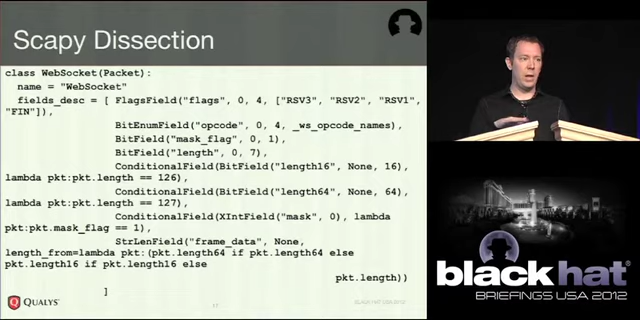 Scapy Dissection
class WebSocket(Packet):
name = "WebSocket"
fields_desc = [ FlagsField("flags", 0, 4, ["RSV3", "RSV2", "RSV1",
"FIN"]),
BitEnumField("opcode", 0, 4, _ws_opcode_names),
BitField("mask_flag", 0, 1),
BitField("length", 0, 7),
ConditionalField(BitField("length16", None, 16),
lambda pkt:pkt.length == 126),
ConditionalField(BitField("length64", None, 64),
lambda pkt:pkt.length == 127),
ConditionalField(XIntField("mask", 0), lambda
pkt:pkt.mask_flag == 1),
StrLenField("frame_data", None,
length_from=lambda pkt:(pkt.length64 if pkt.length64 else
pkt.length16 if pkt.length16 else
pkt.length))
]
QUALYS
black hat
BRIEFINGS USA 2012